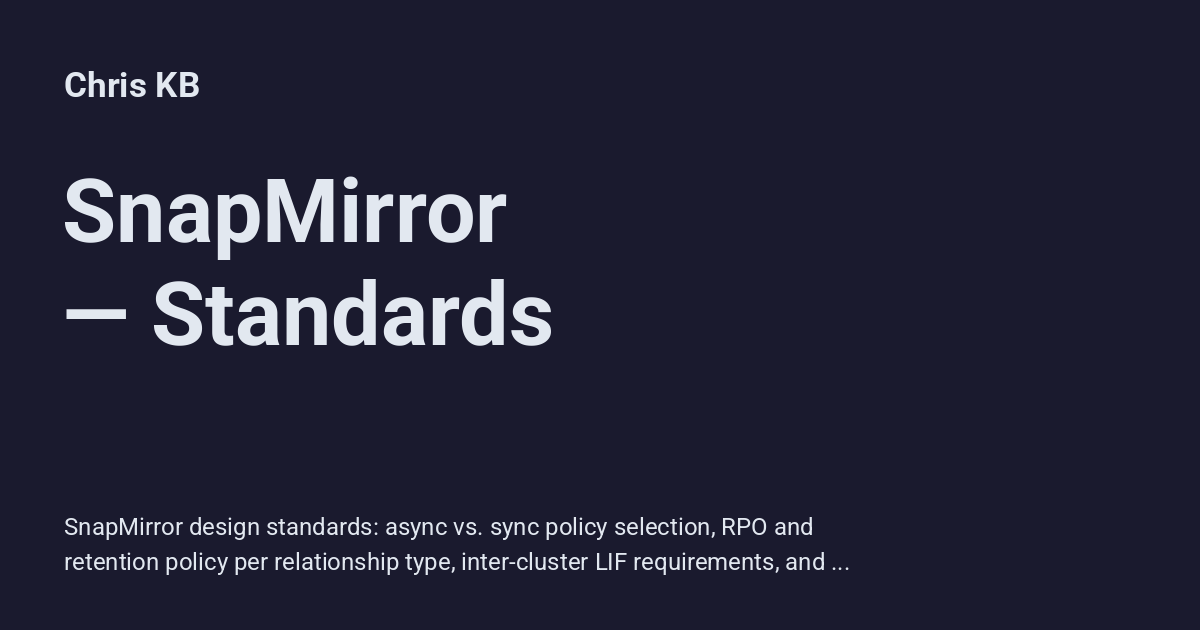 Chris KB
SnapMirror
— Standards
SnapMirror design standards: async vs. sync policy selection, RPO and
retention policy per relationship type, inter-cluster LIF requirements, and ...